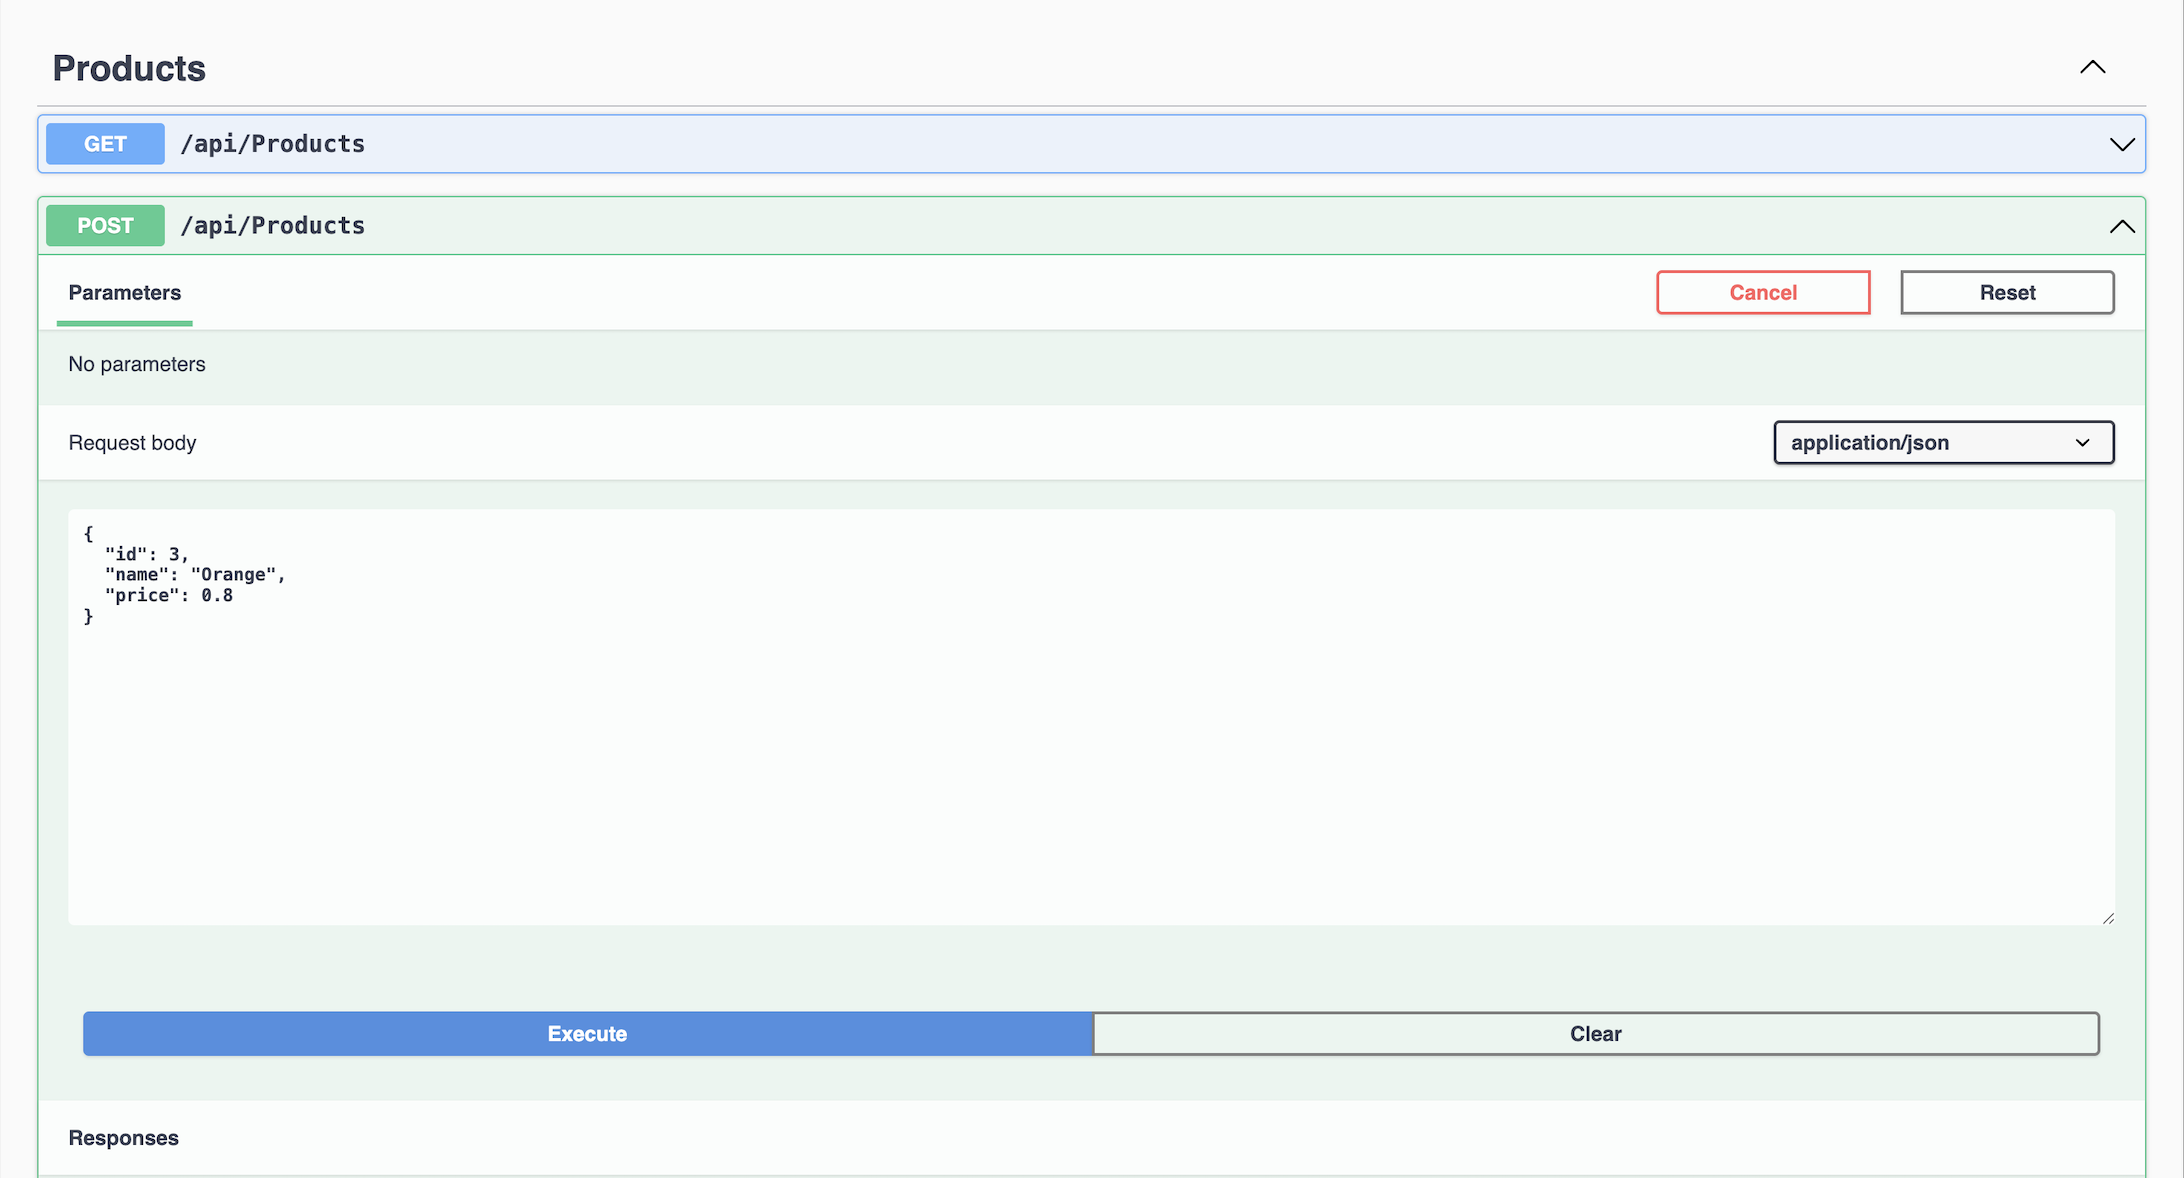 Products
GET /api/Products
POST /api/Products
Parameters Cancel Reset
No parameters
Request body application/json
{
  "id": 3,
  "name": "Orange",
  "price": 0.8
}
Execute Clear
Responses